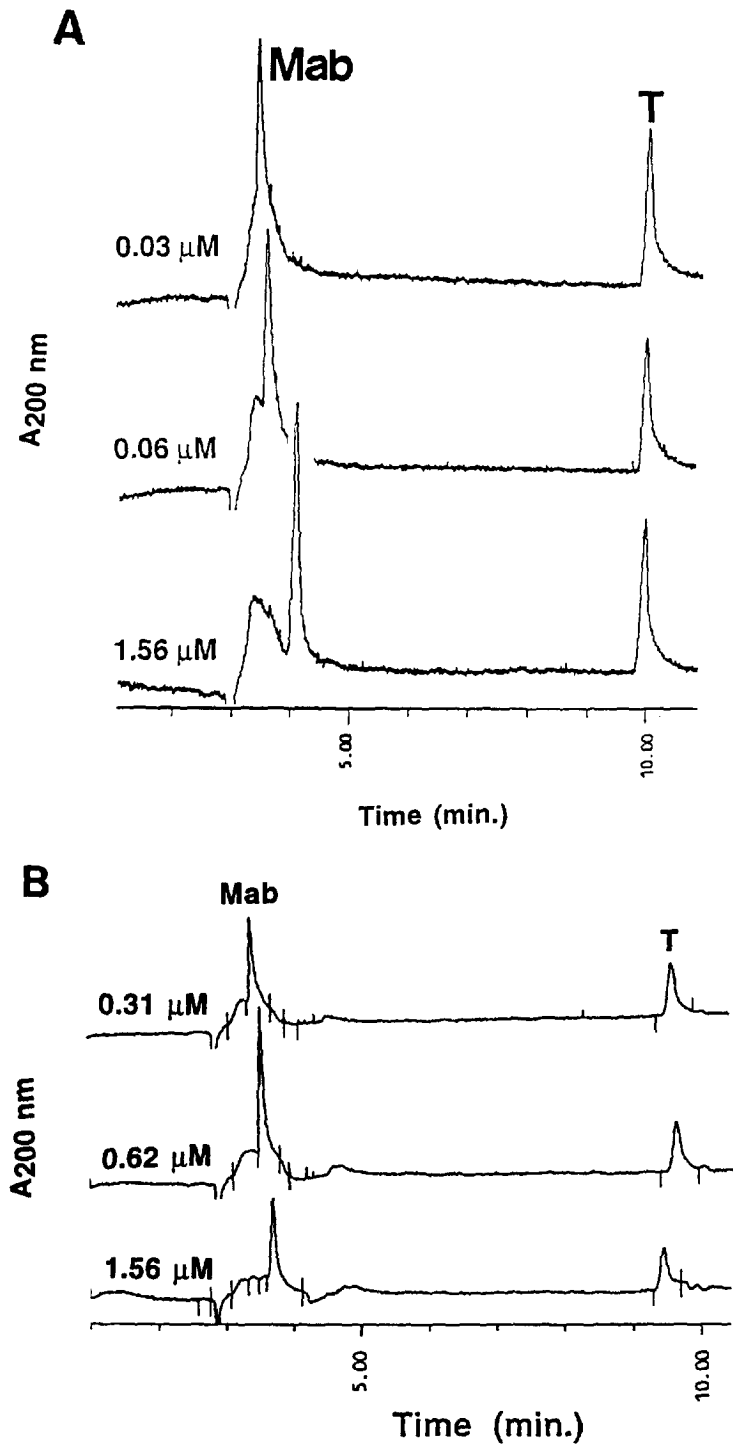 A
Mab
T
0.03 μM
0.06 μM
1.56 μM
A200 nm
5.00
10.00
Time (min.)
B
Mab
T
0.31 μM
0.62 μM
1.56 μM
A200 nm
5.00
10.00
Time (min.)